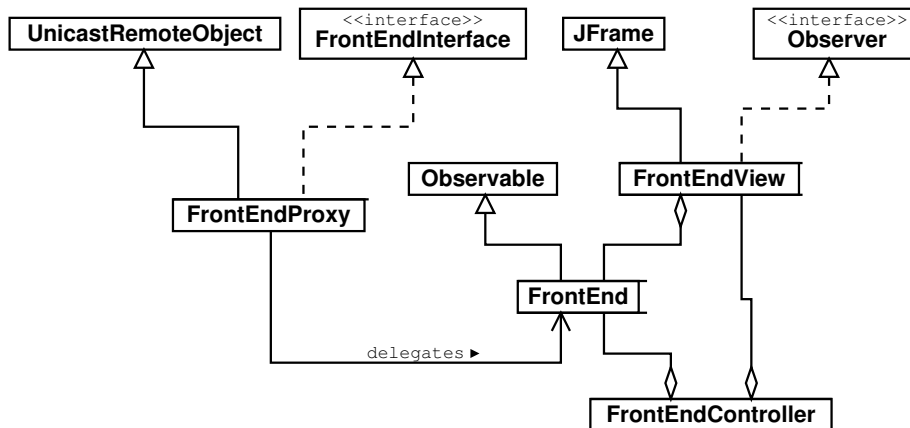 <<interface>>
UnicastRemoteObject
FrontEndInterface
JFrame
<<interface>>
Observer
Observable
FrontEndView
FrontEndProxy
FrontEnd
delegates ►
FrontEndController